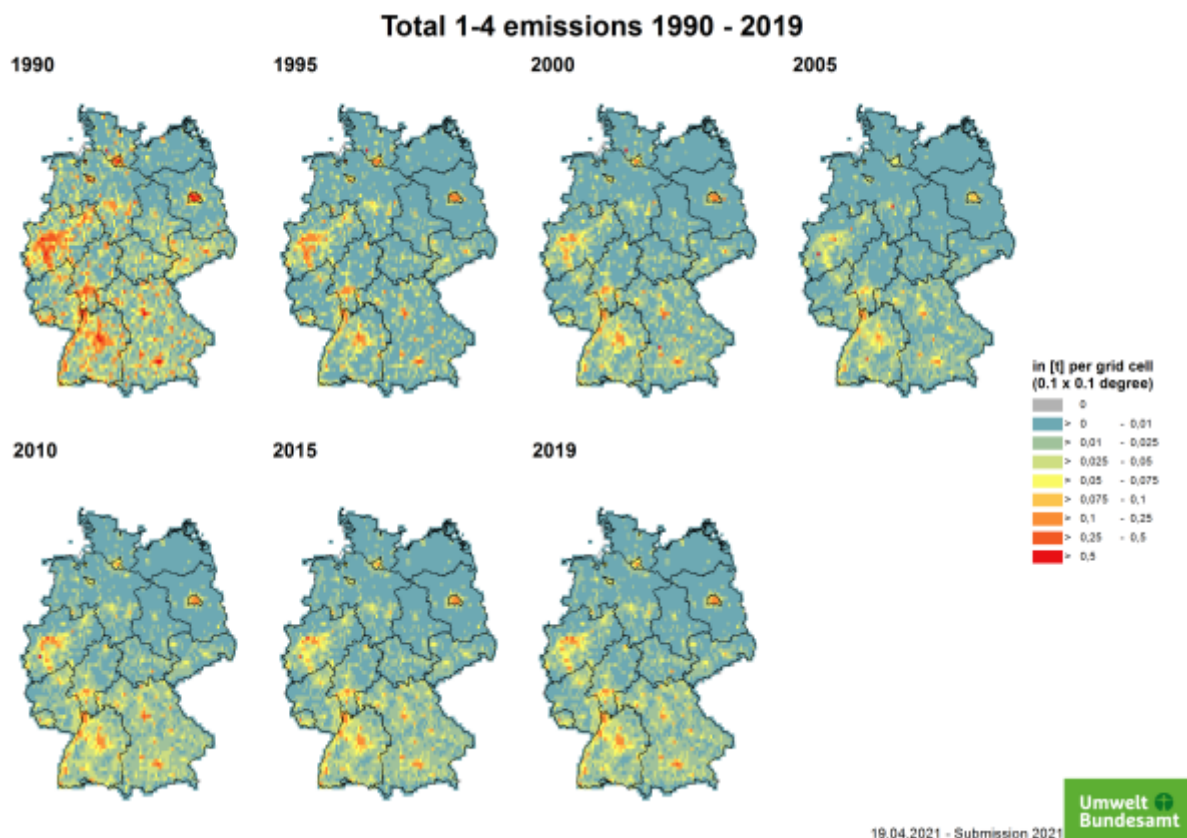 Total 1-4 emissions 1990 - 2019
1990
1995
2000
2005
2010
2015
2019
in [t] per grid cell
(0.1 x 0.1 degree)
0
> 0 - 0,01
> 0,01 - 0,025
> 0,025 - 0,05
> 0,05 - 0,075
> 0,075 - 0,1
> 0,1 - 0,25
> 0,25 - 0,5
> 0,5
Umwelt
Bundesamt
19.04.2021 - Submission 2021